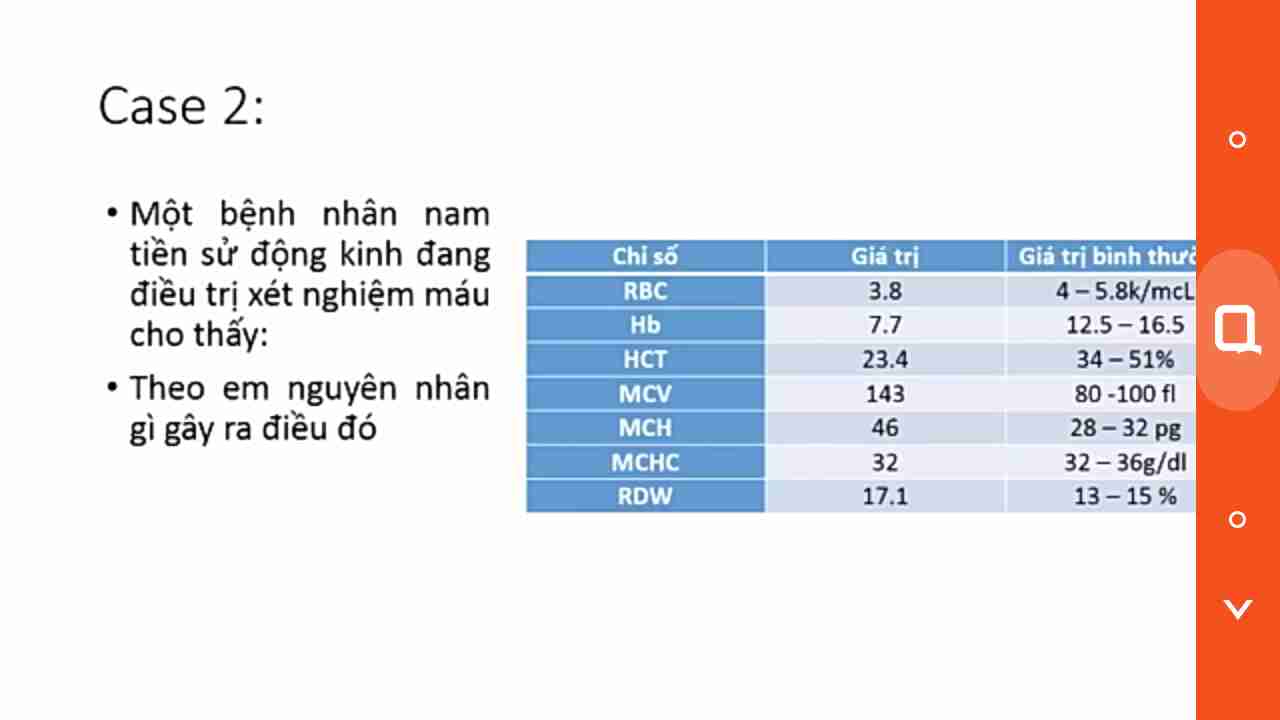 Case 2:
• Một bệnh nhân nam
tiền sử động kinh đang
điều trị xét nghiệm máu
cho thấy:
• Theo em nguyên nhân
gì gây ra điều đó
Chỉ số Giá trị Giá trị bình thườ
RBC 3.8 4 – 5.8k/mcL
Hb 7.7 12.5 – 16.5
HCT 23.4 34 – 51%
MCV 143 80 -100 fl
MCH 46 28 – 32 pg
MCHC 32 32 – 36g/dl
RDW 17.1 13 – 15 %